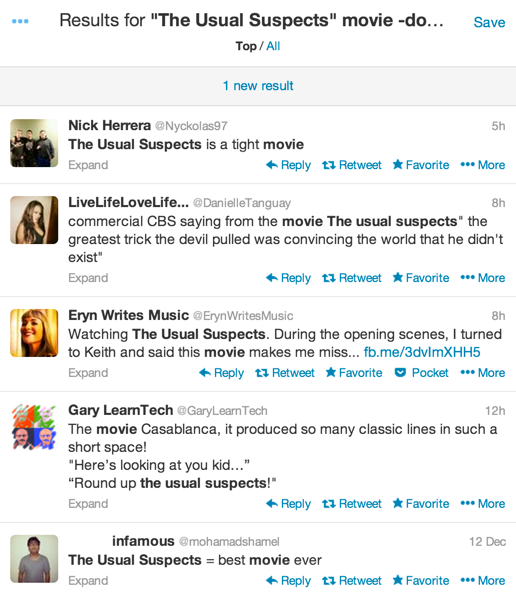 Results for "The Usual Suspects" movie -do…
Save
Top / All
1 new result
Nick Herrera @Nyckolas97 5h
The Usual Suspects is a tight movie
Expand Reply Retweet Favorite More
LiveLifeLoveLife... @DanielleTanguay 8h
commercial CBS saying from the movie The usual suspects" the
greatest trick the devil pulled was convincing the world that he didn't
exist"
Expand Reply Retweet Favorite More
Eryn Writes Music @ErynWritesMusic 8h
Watching The Usual Suspects. During the opening scenes, I turned
to Keith and said this movie makes me miss... fb.me/3dvImXHH5
Expand Reply Retweet Favorite Pocket More
Gary LearnTech @GaryLearnTech 12h
The movie Casablanca, it produced so many classic lines in such a
short space!
"Here's looking at you kid…”
“Round up the usual suspects!"
Expand Reply Retweet Favorite More
infamous @mohamadshamel 12 Dec
The Usual Suspects = best movie ever
Expand Reply Retweet Favorite More